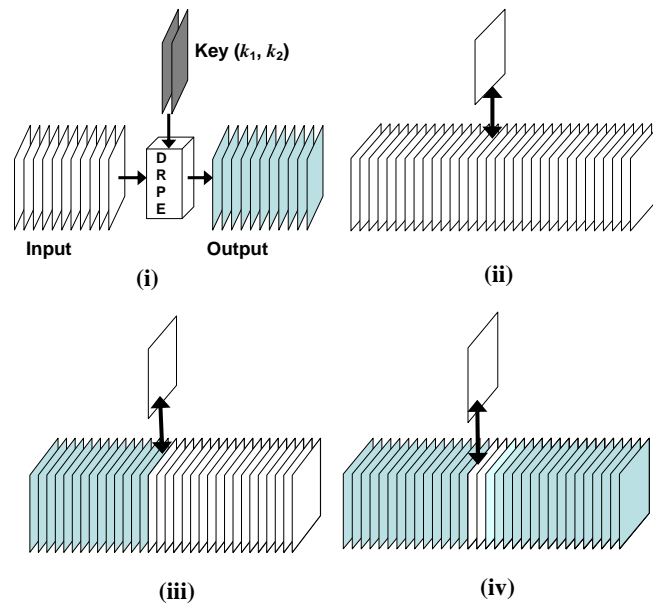 Key (k₁, k₂)
D
R
P
E
Input
Output
(i)
(ii)
(iii)
(iv)